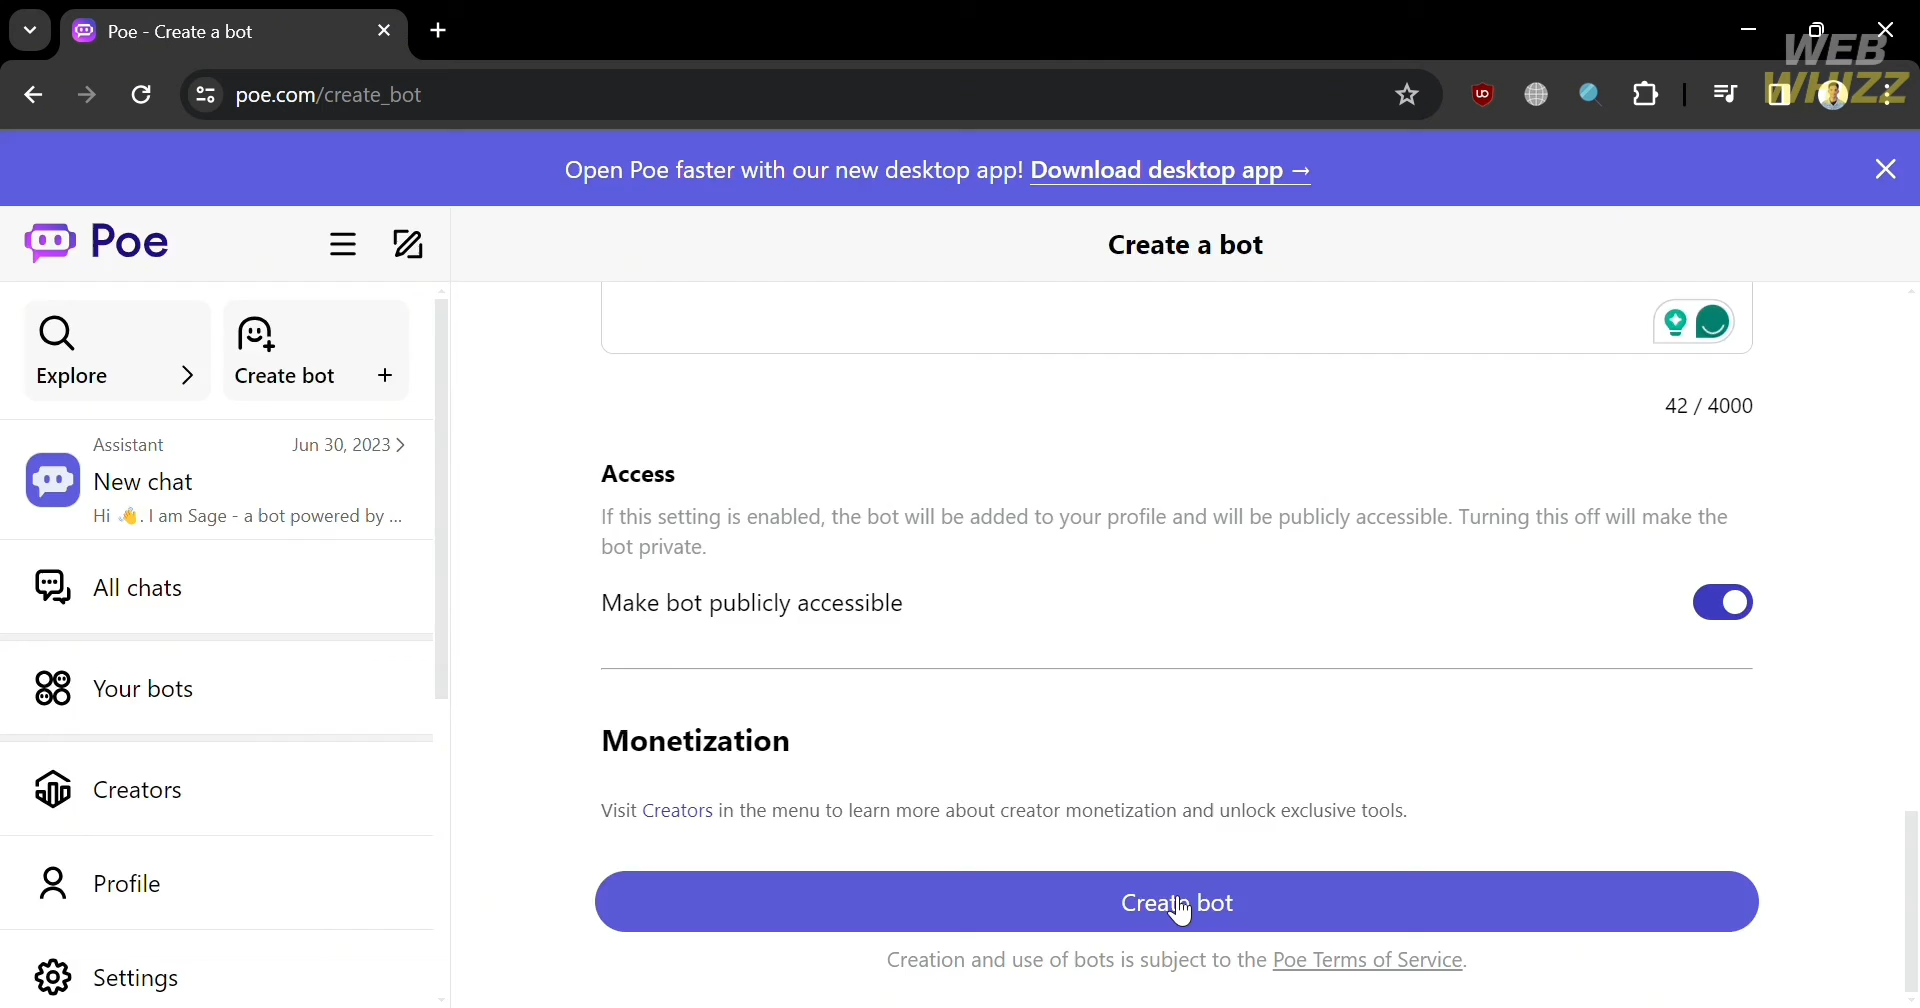 Poe - Create a bot
WEB
WHIZZ
poe.com/create_bot
Open Poe faster with our new desktop app! Download desktop app →
Poe
Create a bot
Explore
Create bot
42 / 4000
Assistant
Jun 30, 2023
New chat
Hi 👋. I am Sage - a bot powered by ...
Access
If this setting is enabled, the bot will be added to your profile and will be publicly accessible. Turning this off will make the
bot private.
All chats
Make bot publicly accessible
Your bots
Monetization
Creators
Visit Creators in the menu to learn more about creator monetization and unlock exclusive tools.
Profile
Create bot
Creation and use of bots is subject to the Poe Terms of Service.
Settings